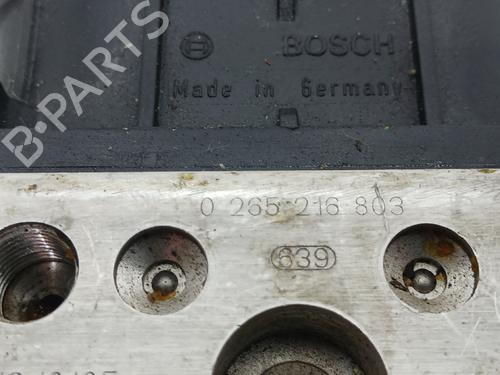 B-PARTS
BOSCH
Made in Germany
0 265 216 803
639